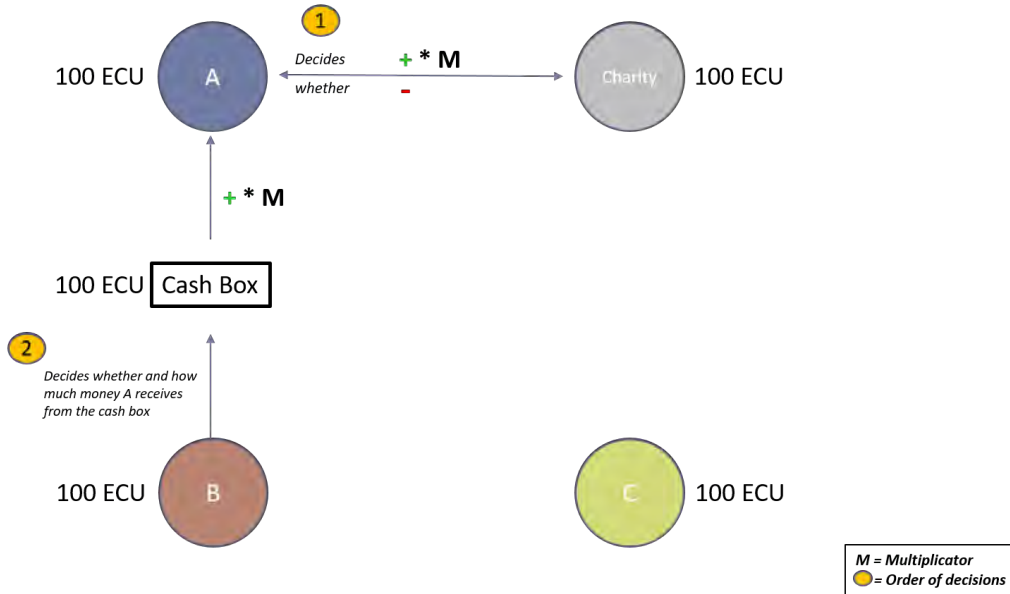 1
100 ECU
A
Decides
whether
+ * M
-
Charity
100 ECU
+ * M
100 ECU
Cash Box
2
Decides whether and how
much money A receives
from the cash box
100 ECU
B
C
100 ECU
M = Multiplicator
= Order of decisions